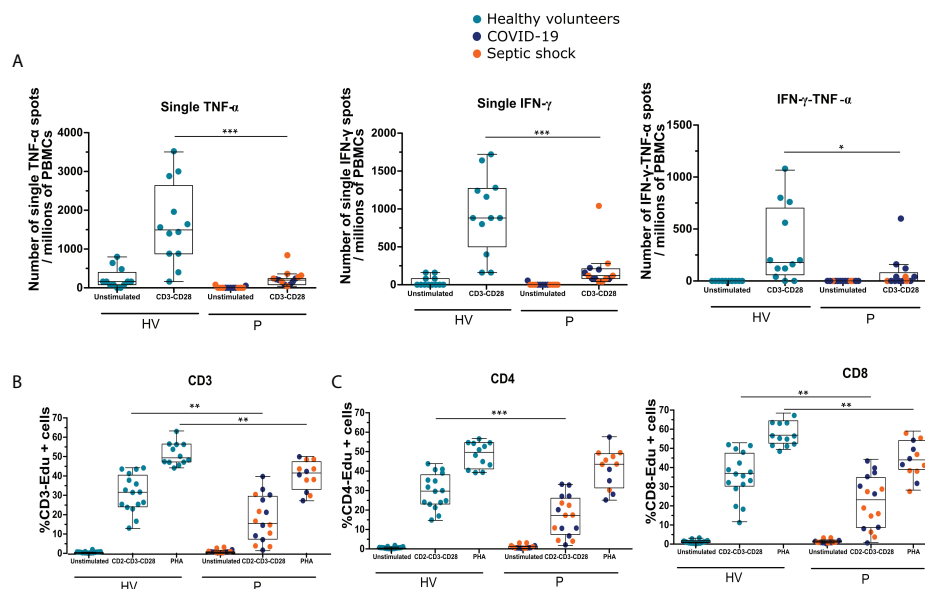 Healthy volunteers
COVID-19
Septic shock
A
Single TNF-α
Number of single TNF-α spots
/ millions of PBMCs
4000
3000
2000
1000
0
***
Unstimulated
CD3-CD28
Unstimulated
CD3-CD28
HV
P
Single IFN-γ
Number of single IFN-γ spots
/ millions of PBMCs
2000
1500
1000
500
0
***
Unstimulated
CD3-CD28
Unstimulated
CD3-CD28
HV
P
IFN-γ-TNF-α
Number of IFN-γ-TNF-α spots
/ millions of PBMCs
1500
1000
500
0
*
Unstimulated
CD3-CD28
Unstimulated
CD3-CD28
HV
P
B
CD3
%CD3-Edu + cells
70
60
50
40
30
20
10
0
**
**
Unstimulated
CD2-CD3-CD28
PHA
Unstimulated
CD2-CD3-CD28
PHA
HV
P
C
CD4
%CD4-Edu + cells
70
60
50
40
30
20
10
0
***
Unstimulated
CD2-CD3-CD28
PHA
Unstimulated
CD2-CD3-CD28
PHA
HV
P
CD8
%CD8-Edu + cells
70
60
50
40
30
20
10
0
**
**
Unstimulated
CD2-CD3-CD28
PHA
Unstimulated
CD2-CD3-CD28
PHA
HV
P